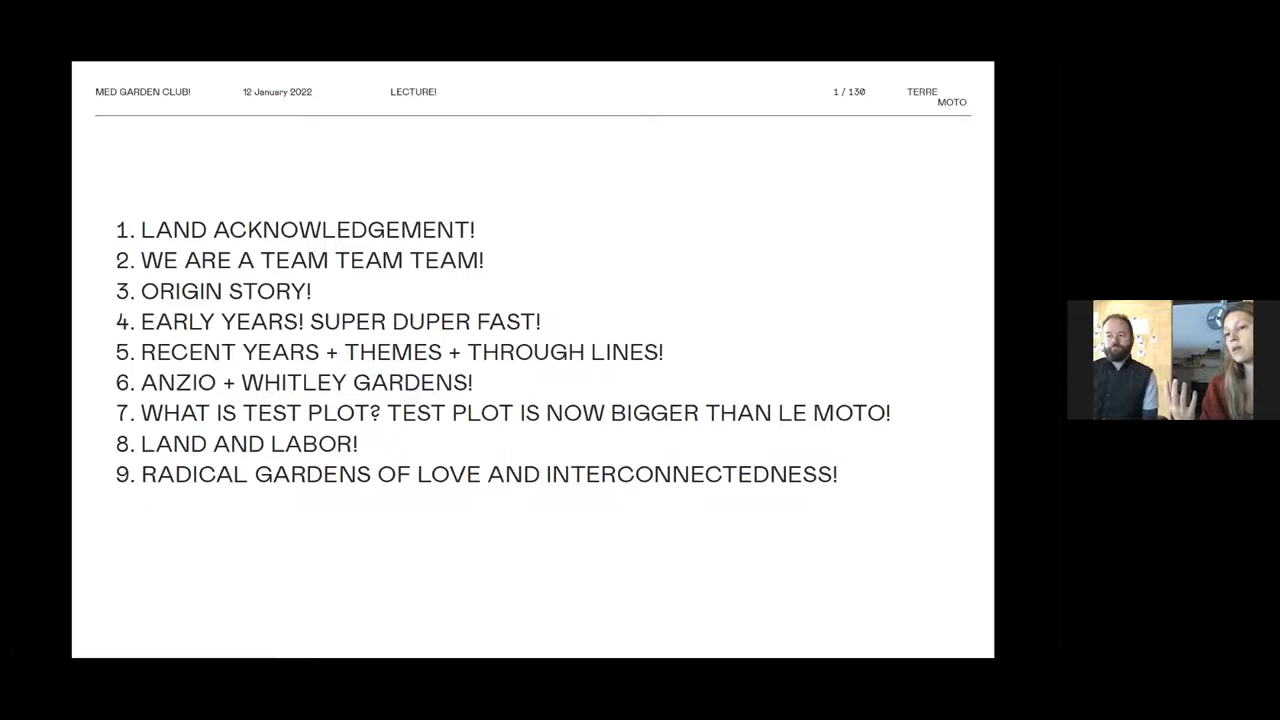 MED GARDEN CLUB! 12 January 2022 LECTURE! 1 / 130 TERRE
MOTO
1. LAND ACKNOWLEDGEMENT!
2. WE ARE A TEAM TEAM TEAM!
3. ORIGIN STORY!
4. EARLY YEARS! SUPER DUPER FAST!
5. RECENT YEARS + THEMES + THROUGH LINES!
6. ANZIO + WHITLEY GARDENS!
7. WHAT IS TEST PLOT? TEST PLOT IS NOW BIGGER THAN LE MOTO!
8. LAND AND LABOR!
9. RADICAL GARDENS OF LOVE AND INTERCONNECTEDNESS!